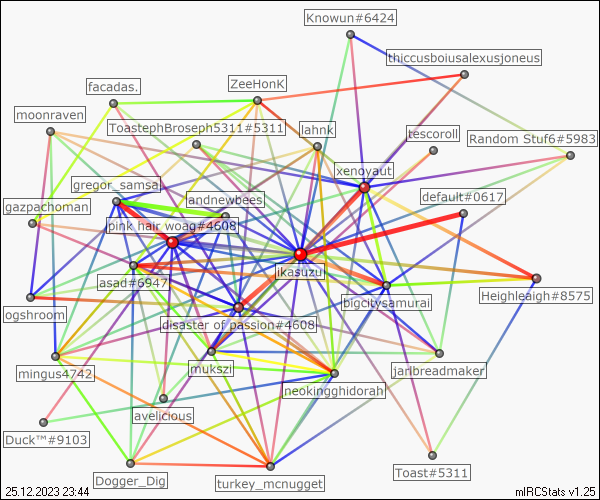 Knowun#6424
thiccusboiusalexusjoneus
facadas.
ZeeHonK
moonraven
ToastephBroseph5311#5311
lahnk
tescoroll
Random Stuf6#5983
xenoyaut
gregor_samsa
andnewbees
default#0617
gazpachoman
pink hair woag#4608
ikasuzu
asad#6947
bigcitysamurai
Heighleaigh#8575
ogshroom
disaster of passion#4608
mukszi
jarlbreadmaker
mingus4742
neokingghidorah
avelicious
Duck™#9103
Toast#5311
Dogger_Dig
turkey_mcnugget
25.12.2023 23:44
mIRCStats v1.25